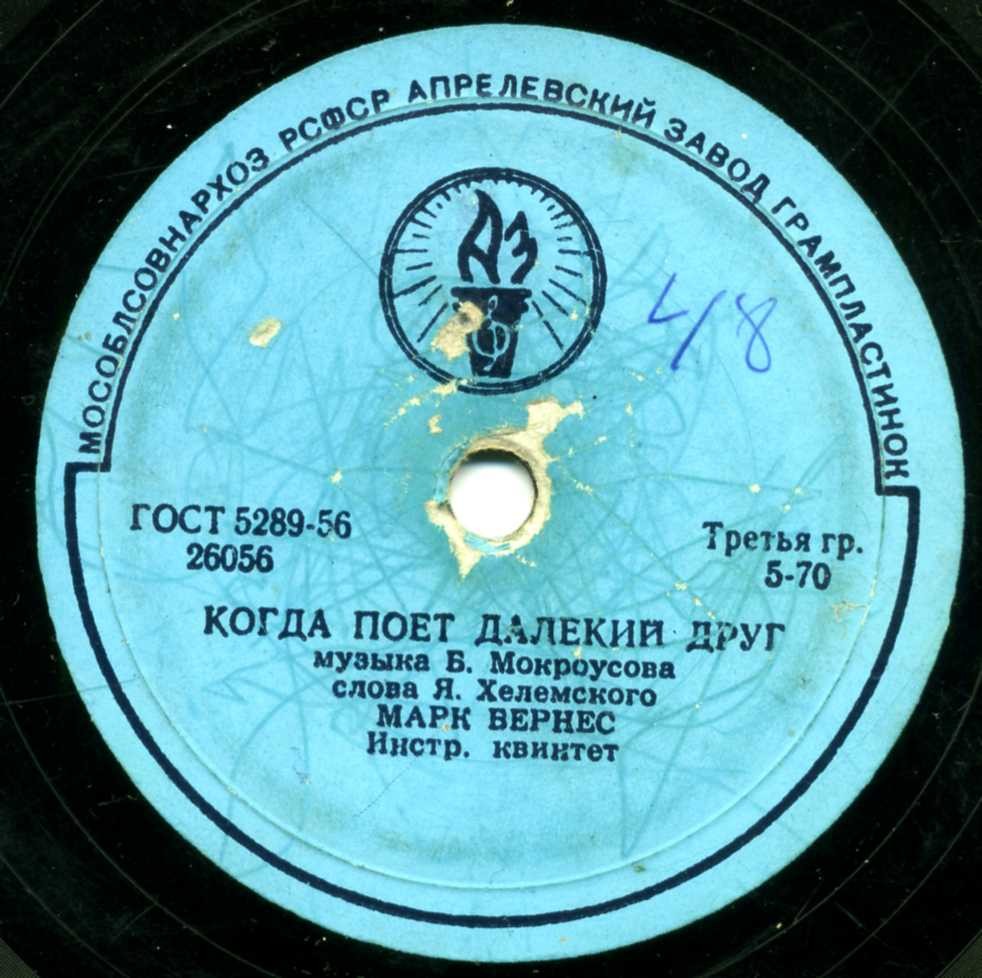 МОСОБЛСОВНАРХОЗ РСФСР АПРЕЛЕВСКИЙ ЗАВОД ГРАМПЛАСТИНОК
АЗ
4/8
ГОСТ 5289-56
26056
Третья гр.
5-70
КОГДА ПОЕТ ДАЛЕКИЙ ДРУГ
музыка Б. Мокроусова
слова Я. Хелемского
МАРК БЕРНЕС
Инстр. квинтет